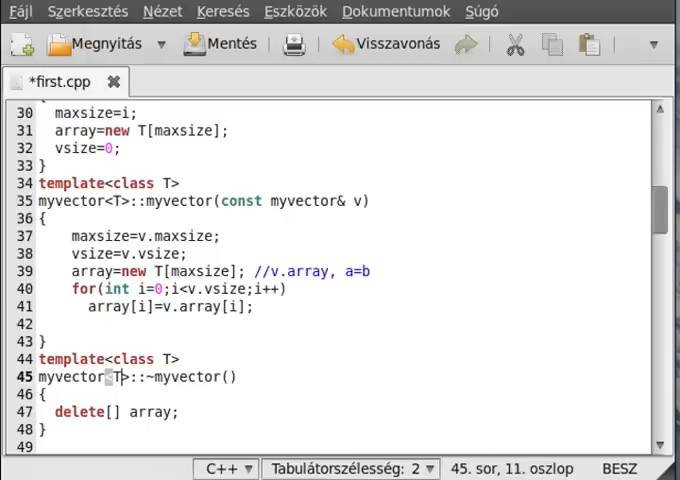 Fájl Szerkesztés Nézet Keresés Eszközök Dokumentumok Súgó
Megnyitás Mentés Visszavonás
*first.cpp
30 maxsize=i;
31 array=new T[maxsize];
32 vsize=0;
33 }
34 template<class T>
35 myvector<T>::myvector(const myvector& v)
36 {
37 maxsize=v.maxsize;
38 vsize=v.vsize;
39 array=new T[maxsize]; //v.array, a=b
40 for(int i=0;i<v.vsize;i++)
41 array[i]=v.array[i];
42
43 }
44 template<class T>
45 myvector<T>::~myvector()
46 {
47 delete[] array;
48 }
49
C++ Tabulátorszélesség: 2 45. sor, 11. oszlop BESZ